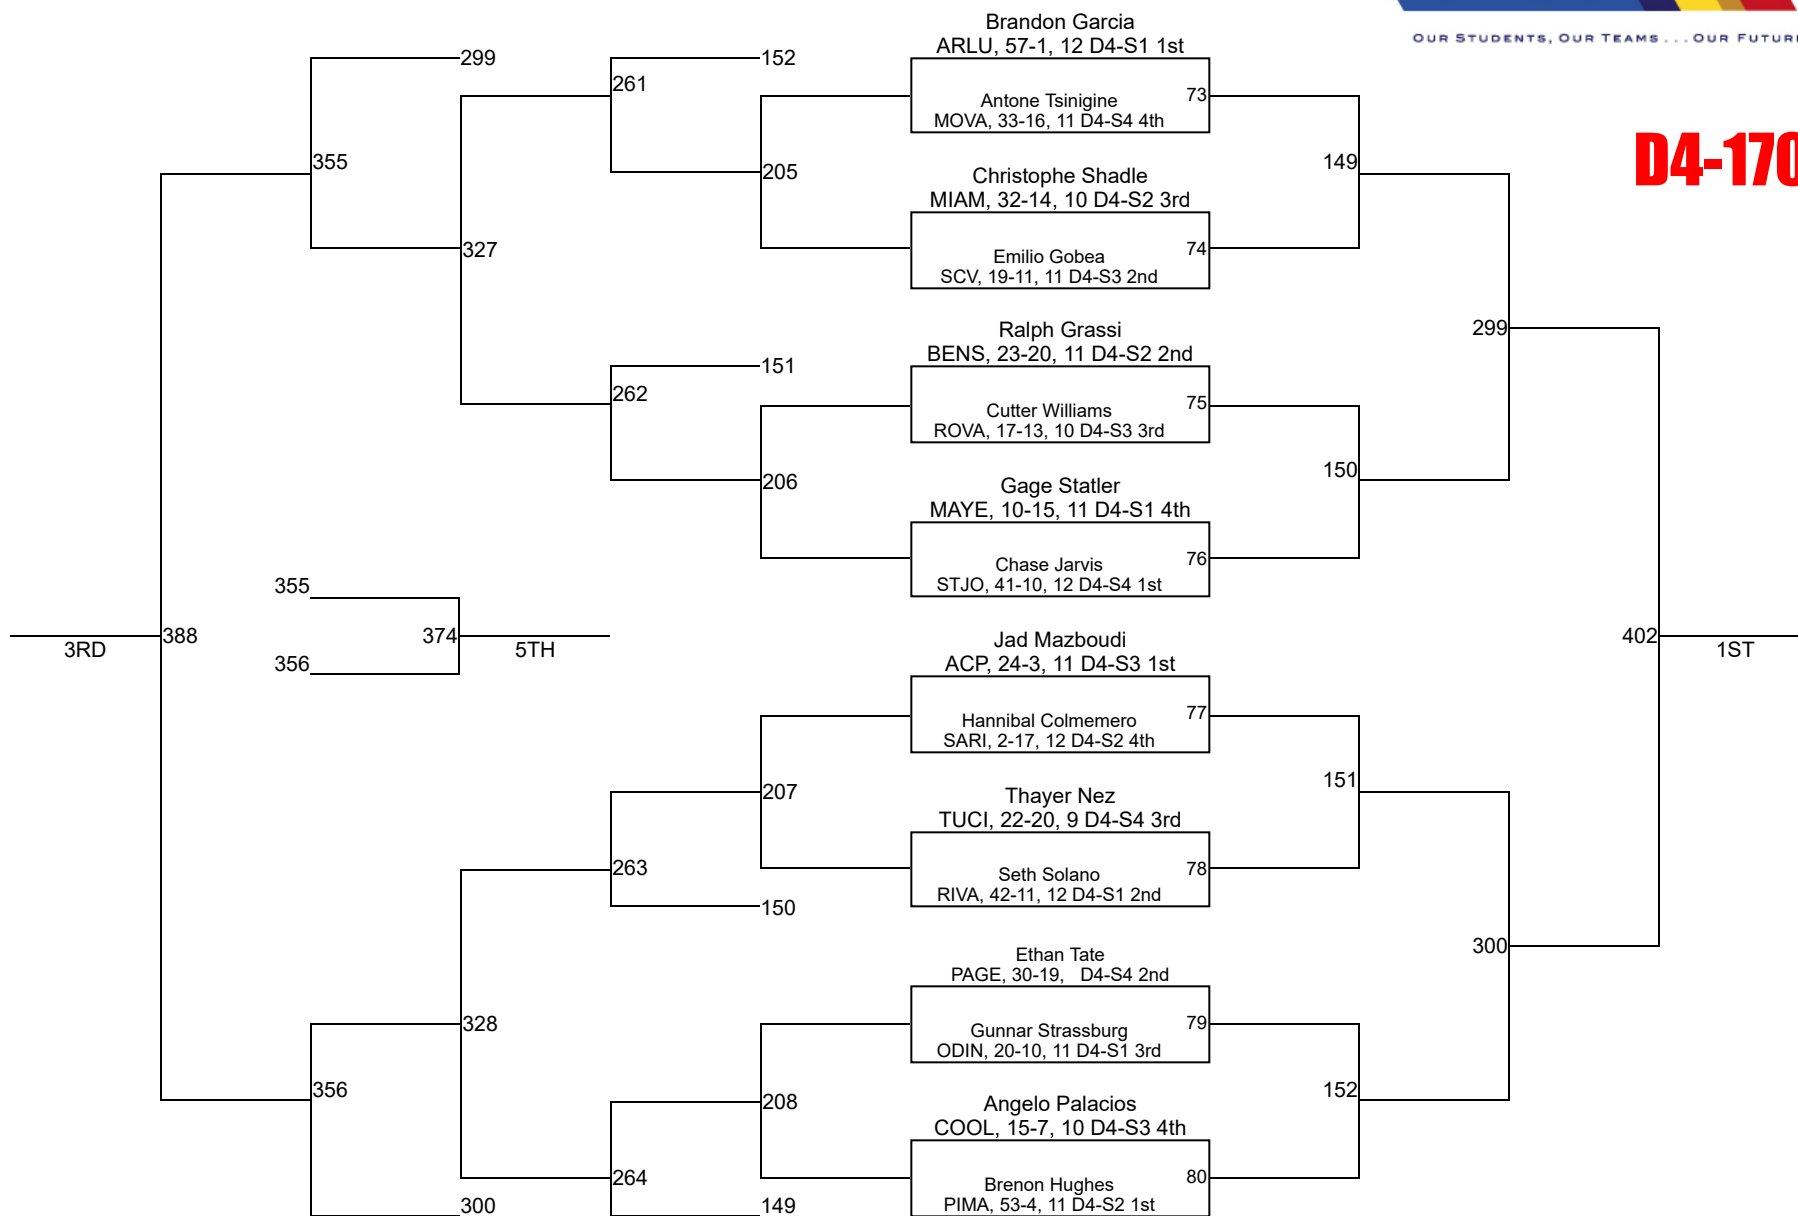 OUR STUDENTS, OUR TEAMS . . . OUR FUTURE
D4-170
Brandon Garcia
ARLU, 57-1, 12 D4-S1 1st
Antone Tsinigine
MOVA, 33-16, 11 D4-S4 4th
73
Christophe Shadle
MIAM, 32-14, 10 D4-S2 3rd
Emilio Gobea
SCV, 19-11, 11 D4-S3 2nd
74
Ralph Grassi
BENS, 23-20, 11 D4-S2 2nd
Cutter Williams
ROVA, 17-13, 10 D4-S3 3rd
75
Gage Statler
MAYE, 10-15, 11 D4-S1 4th
Chase Jarvis
STJO, 41-10, 12 D4-S4 1st
76
Jad Mazboudi
ACP, 24-3, 11 D4-S3 1st
Hannibal Colmemero
SARI, 2-17, 12 D4-S2 4th
77
Thayer Nez
TUCI, 22-20, 9 D4-S4 3rd
Seth Solano
RIVA, 42-11, 12 D4-S1 2nd
78
Ethan Tate
PAGE, 30-19, D4-S4 2nd
Gunnar Strassburg
ODIN, 20-10, 11 D4-S1 3rd
79
Angelo Palacios
COOL, 15-7, 10 D4-S3 4th
Brenon Hughes
PIMA, 53-4, 11 D4-S2 1st
80
149
150
151
152
299
300
402
1ST
152
205
151
206
207
150
208
149
261
262
263
264
299
327
328
300
355
356
355
356
374
5TH
388
3RD